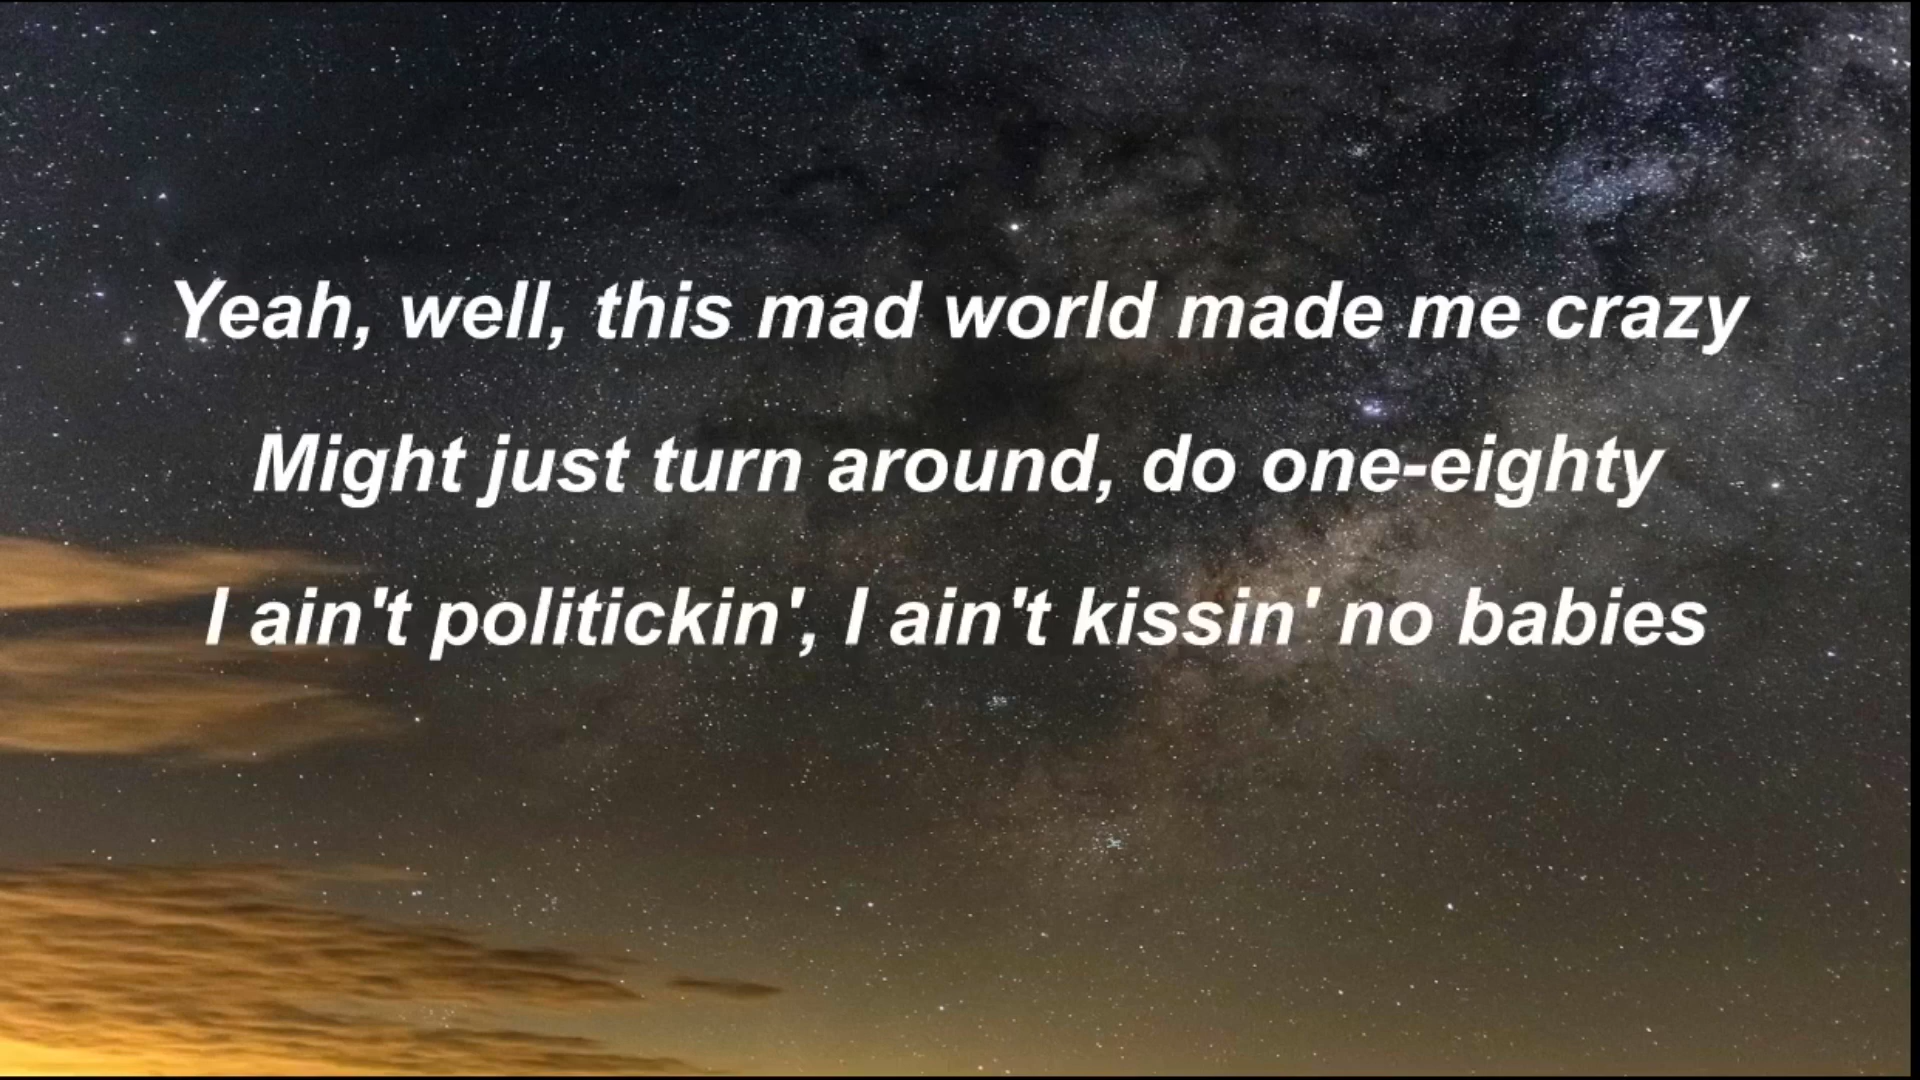 Yeah, well, this mad world made me crazy
Might just turn around, do one-eighty
I ain't politickin', I ain't kissin' no babies